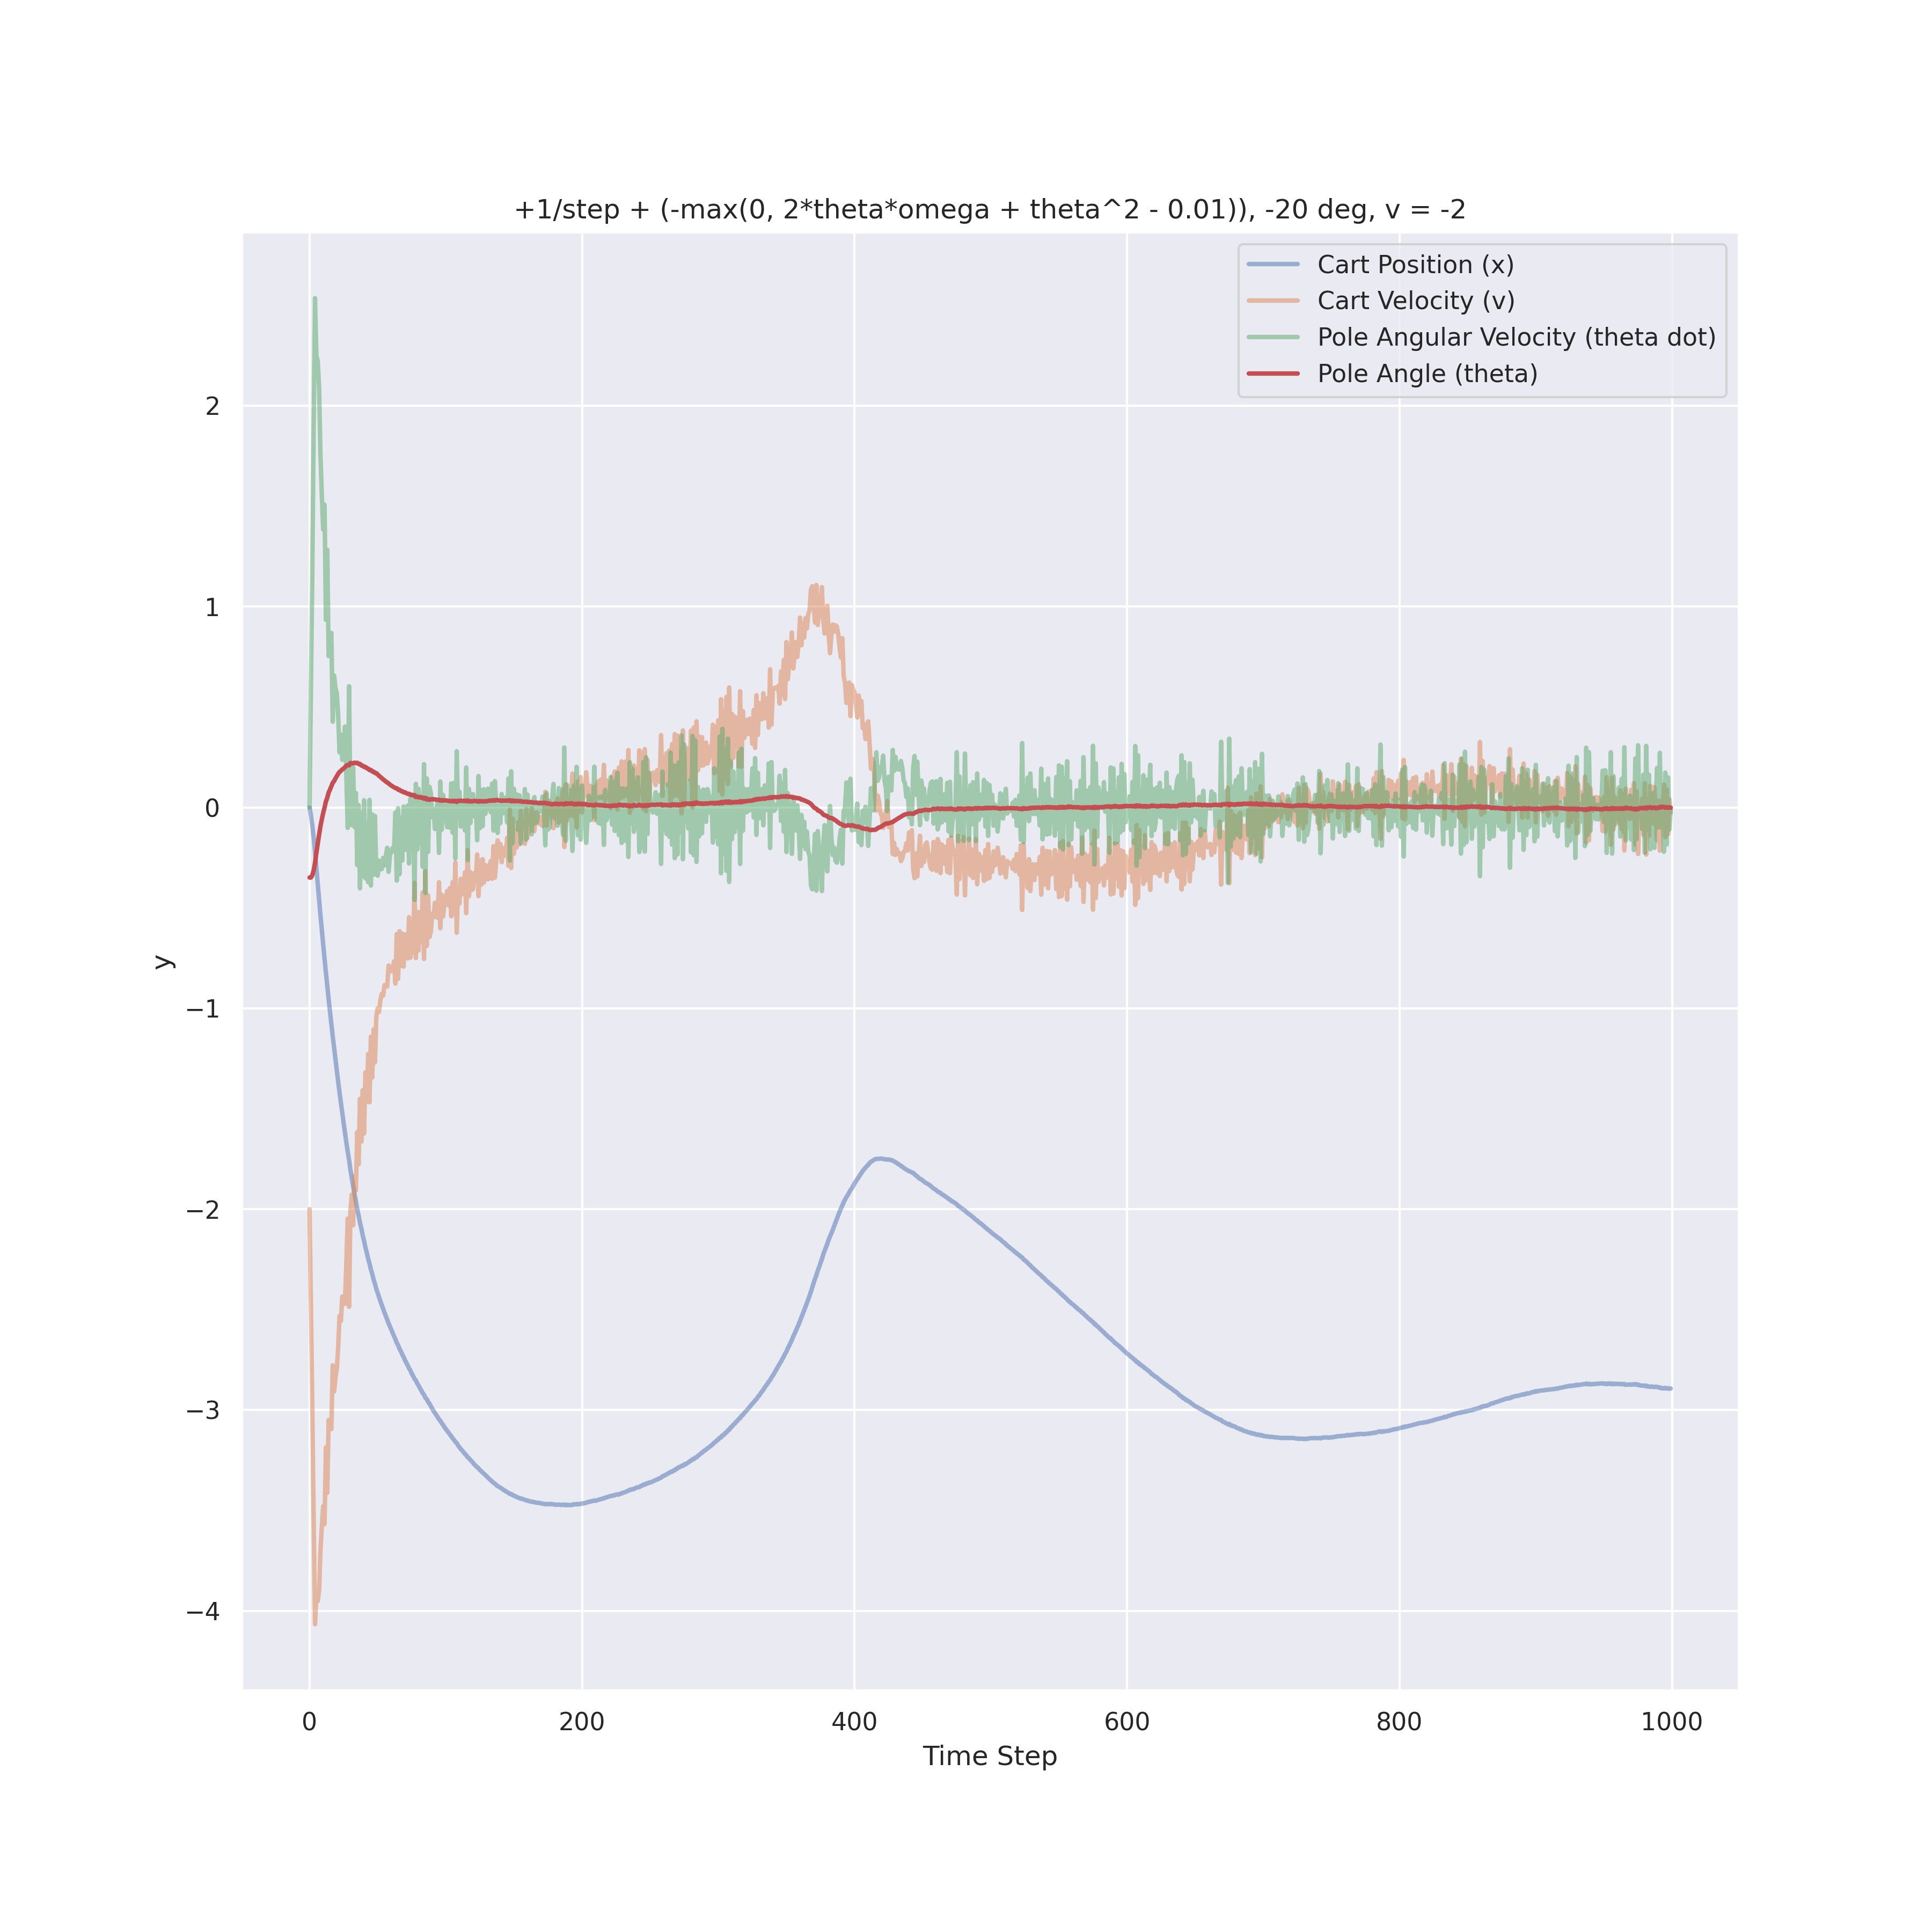 +1/step + (-max(0, 2*theta*omega + theta^2 - 0.01)), -20 deg, v = -2
Cart Position (x)
Cart Velocity (v)
Pole Angular Velocity (theta dot)
Pole Angle (theta)
2
1
0
−1
−2
−3
−4
y
0 200 400 600 800 1000
Time Step